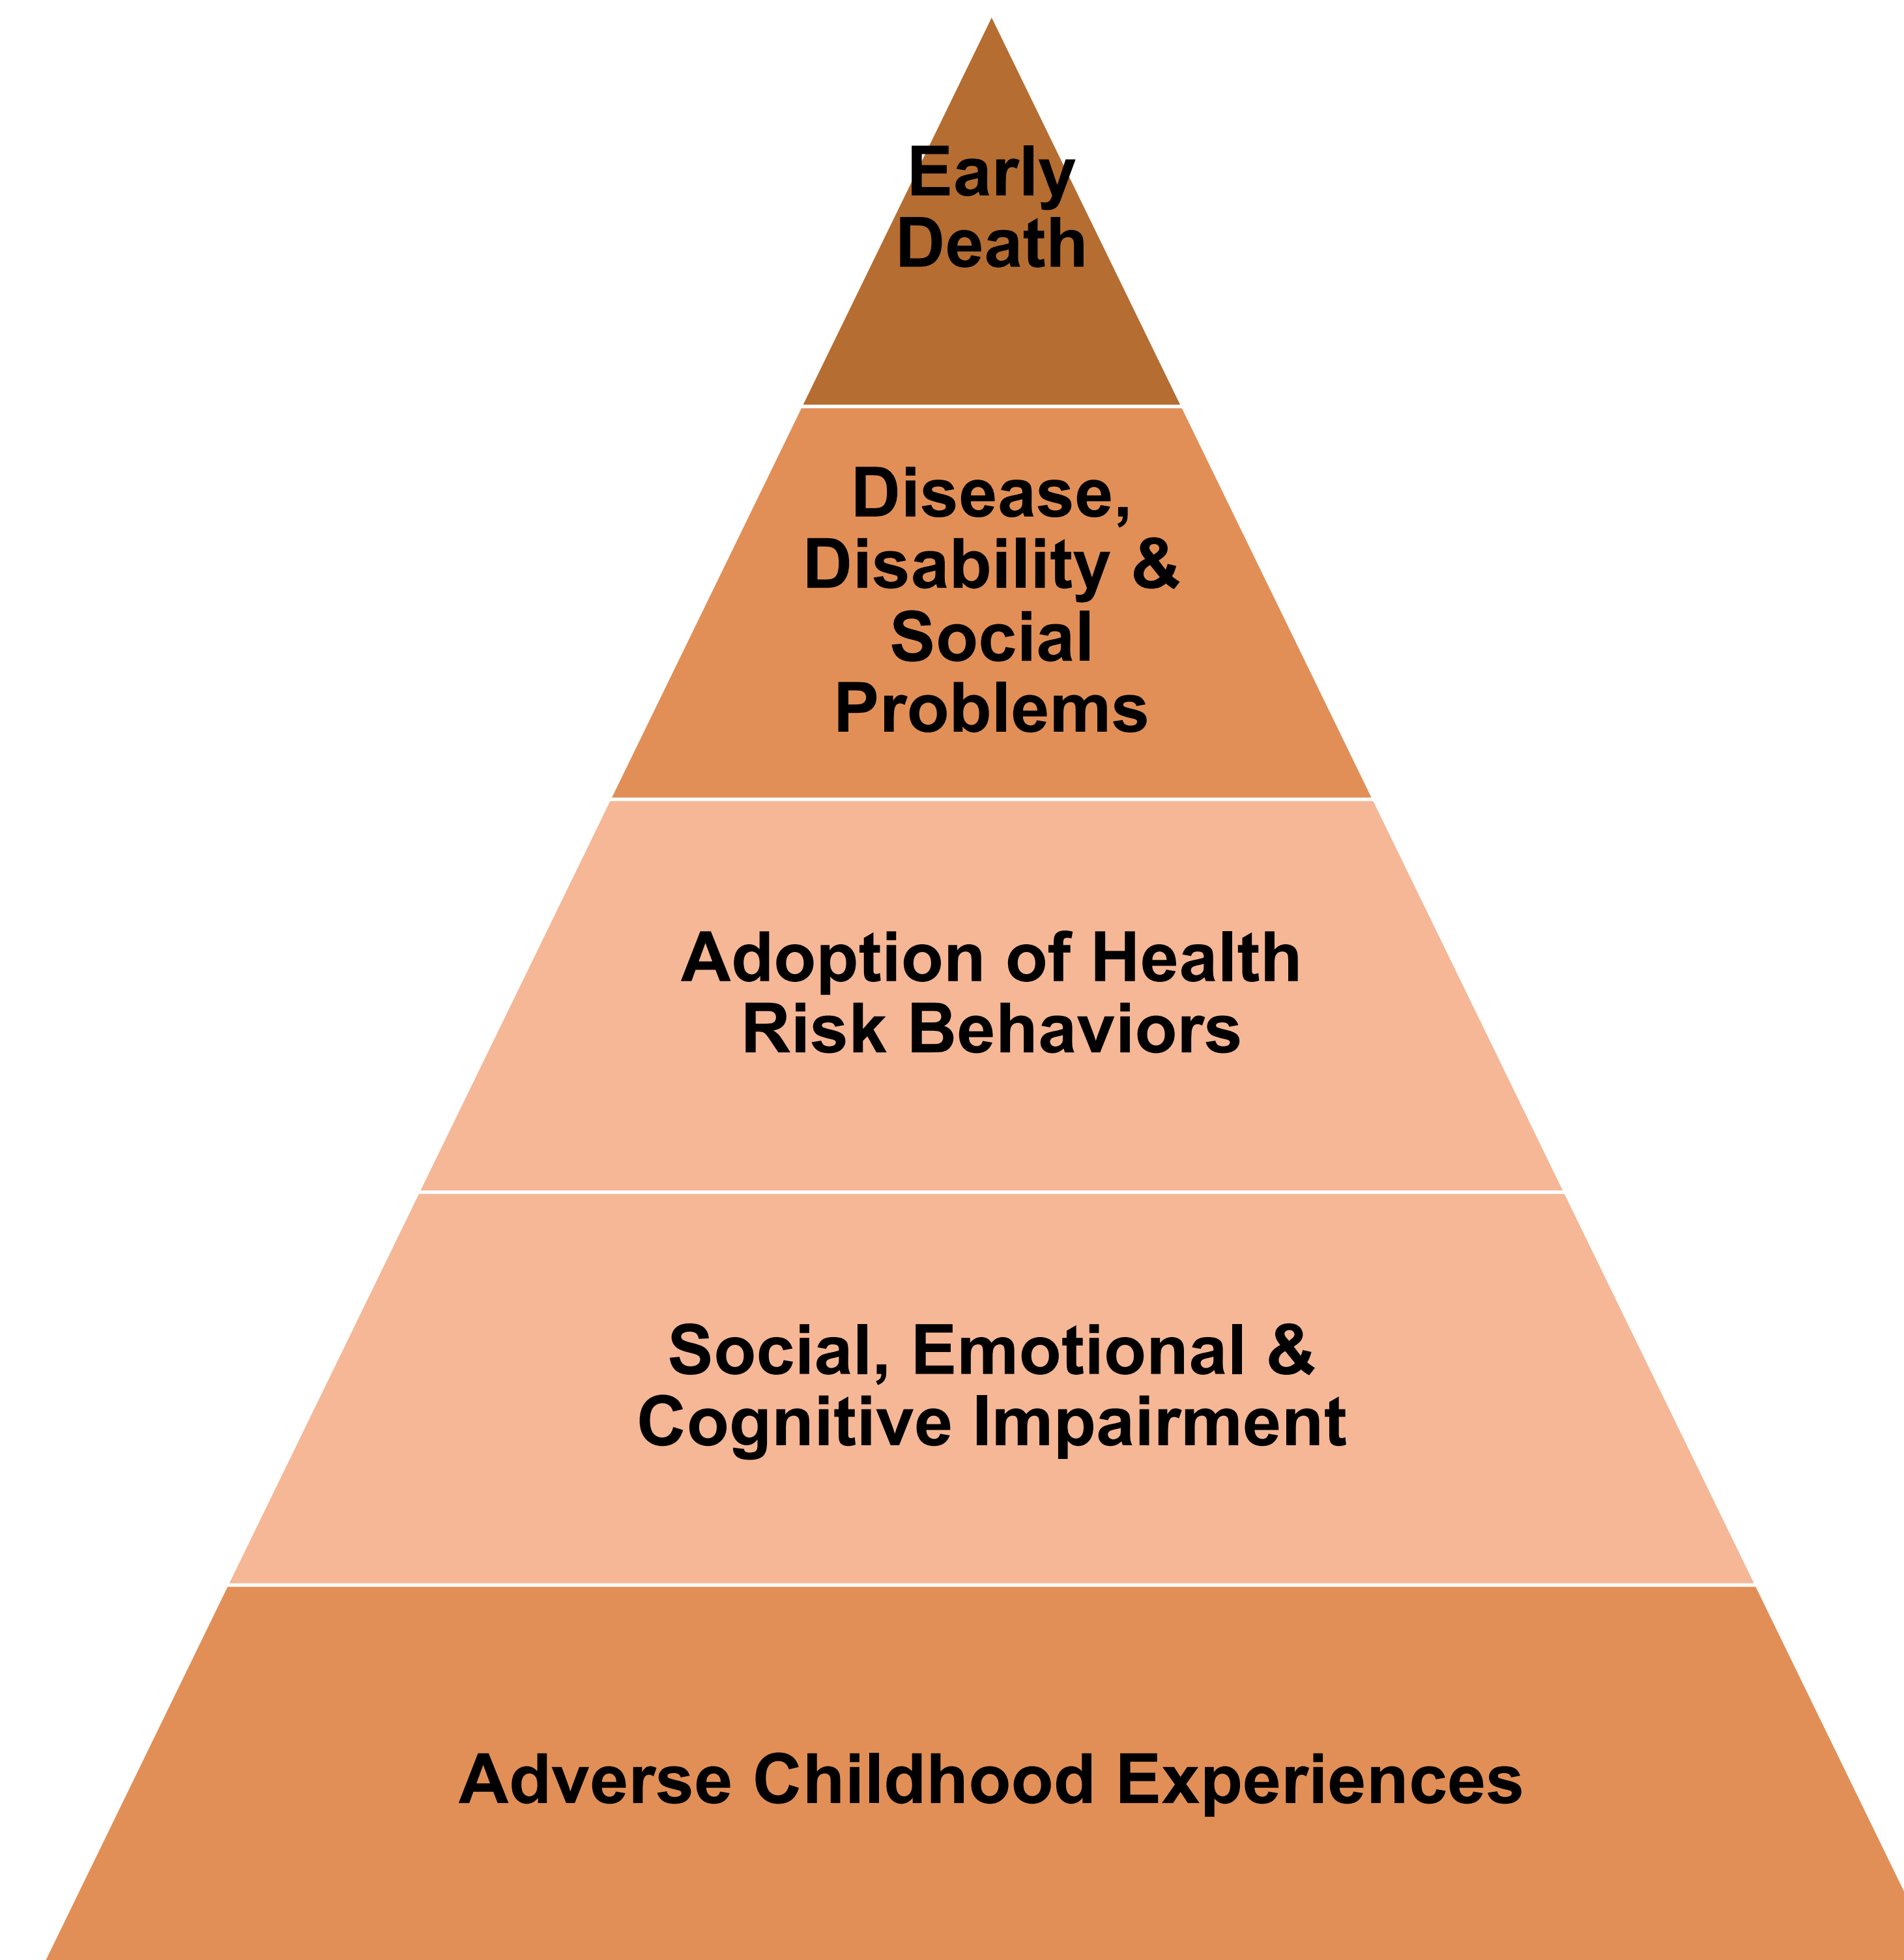 Early
Death
Disease,
Disability &
Social
Problems
Adoption of Health
Risk Behaviors
Social, Emotional &
Cognitive Impairment
Adverse Childhood Experiences